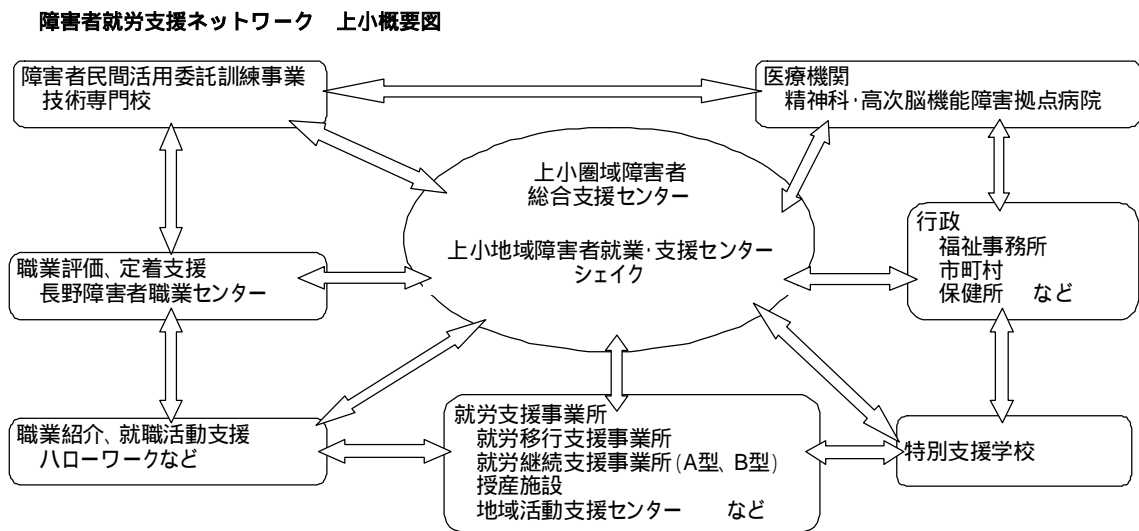 障害者就労支援ネットワーク　上小概要図
障害者民間活用委託訓練事業
技術専門校
医療機関
精神科・高次脳機能障害拠点病院
上小圏域障害者
総合支援センター
上小地域障害者就業・支援センター
シェイク
行政
福祉事務所
市町村
保健所　など
職業評価、定着支援
長野障害者職業センター
職業紹介、就職活動支援
ハローワークなど
就労支援事業所
就労移行支援事業所
就労継続支援事業所(A型、B型)
授産施設
地域活動支援センター　など
特別支援学校